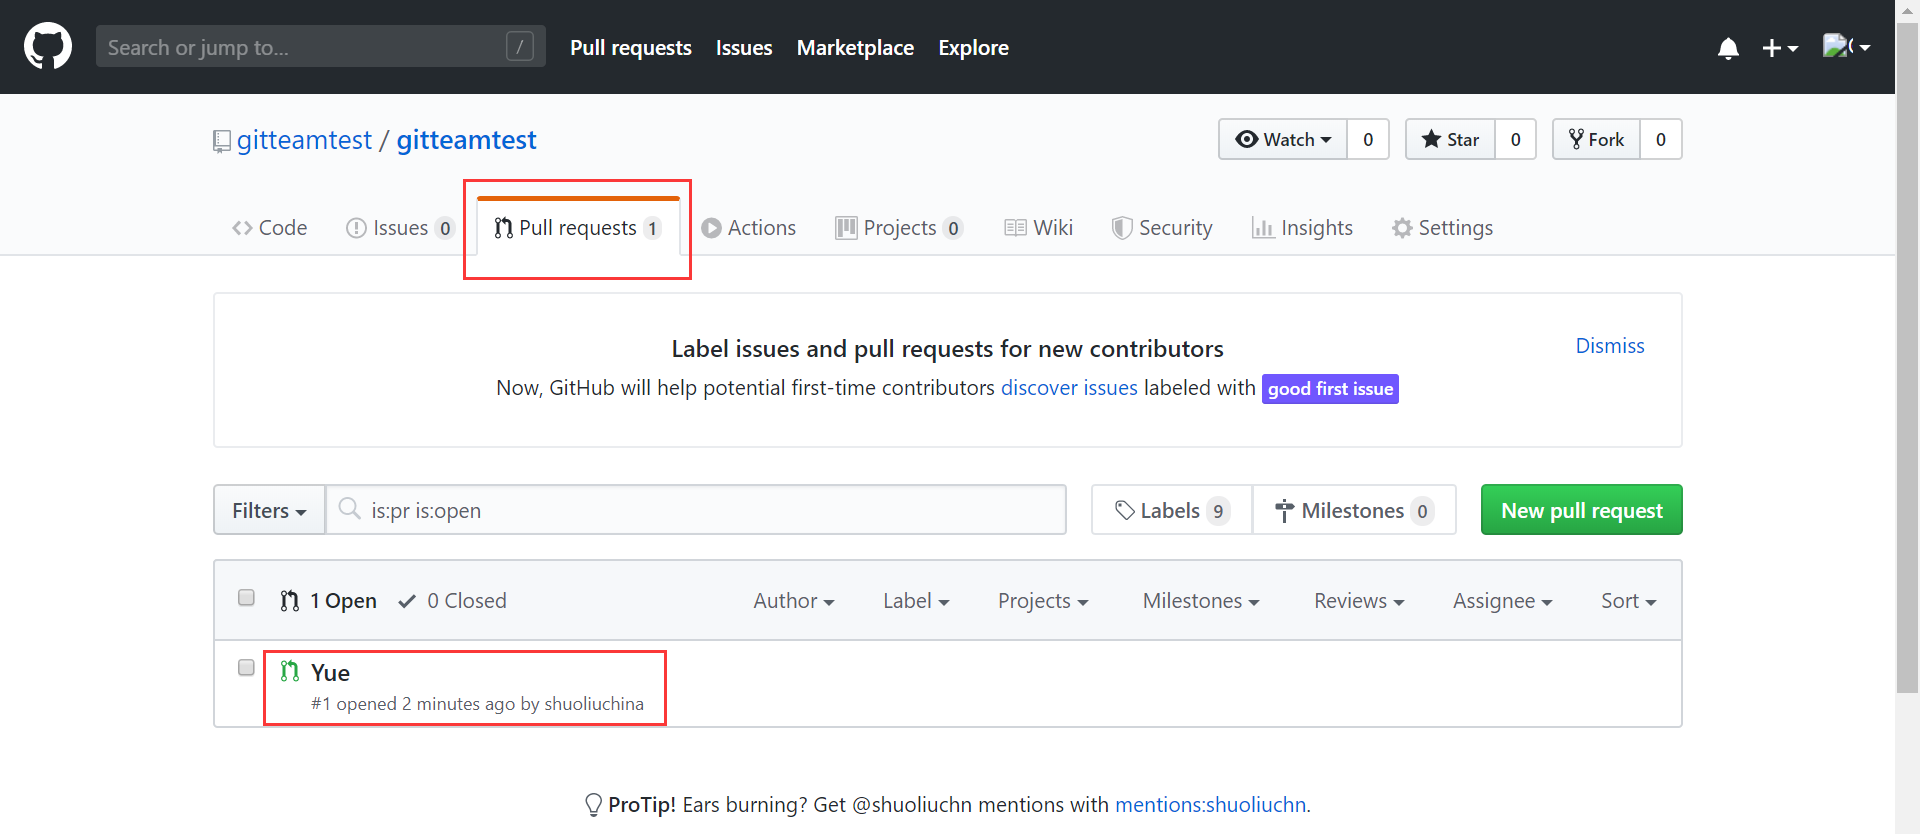 Search or jump to... /
Pull requests Issues Marketplace Explore
gitteamtest / gitteamtest
Watch 0 Star 0 Fork 0
Code Issues 0 Pull requests 1 Actions Projects 0 Wiki Security Insights Settings
Label issues and pull requests for new contributors
Dismiss
Now, GitHub will help potential first-time contributors discover issues labeled with good first issue
Filters is:pr is:open Labels 9 Milestones 0 New pull request
1 Open 0 Closed Author Label Projects Milestones Reviews Assignee Sort
Yue
#1 opened 2 minutes ago by shuoliuchina
ProTip! Ears burning? Get @shuoliuchn mentions with mentions:shuoliuchn.